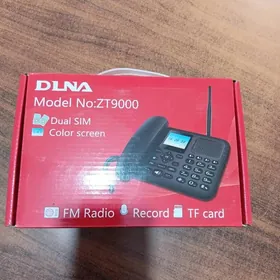 DLNA
Model No:ZT9000
Dual SIM
Color screen
FM Radio Record TF card